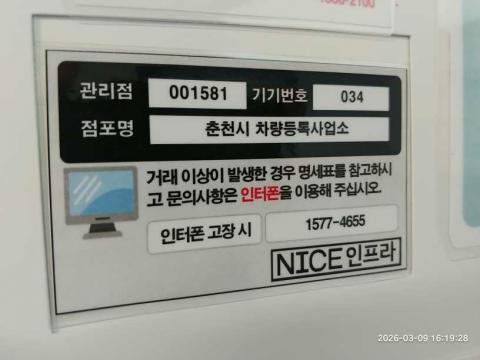 관리점 001581 기기번호 034
점포명 춘천시 차량등록사업소
거래 이상이 발생한 경우 명세표를 참고하시
고 문의사항은 인터폰을 이용해 주십시오.
인터폰 고장 시 1577-4655
NICE인프라
2026-03-09 16:19:28